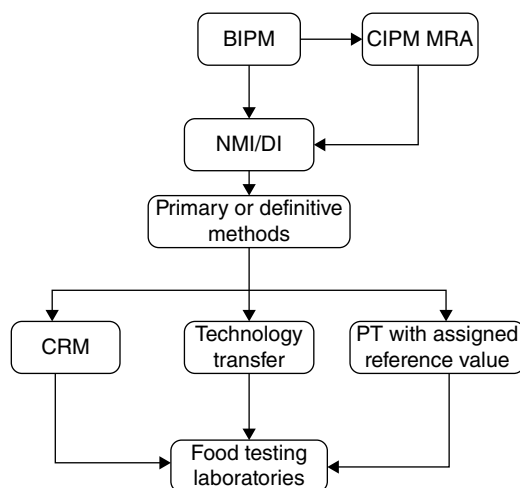 BIPM
CIPM MRA
NMI/DI
Primary or definitive
methods
CRM
Technology
transfer
PT with assigned
reference value
Food testing
laboratories